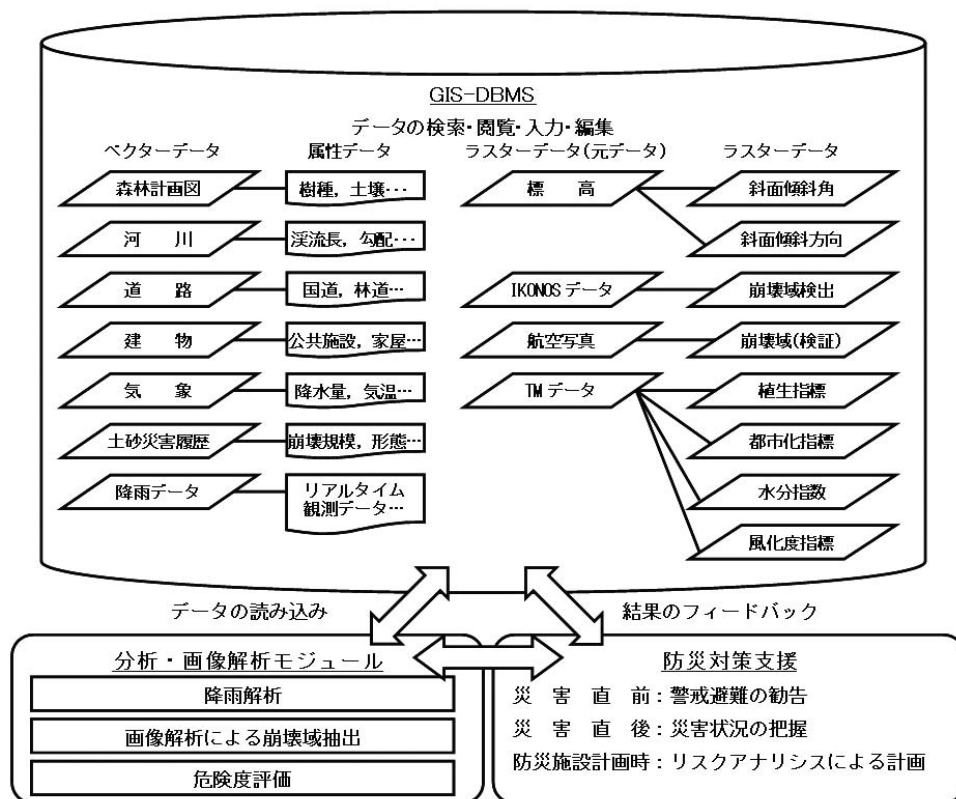 GIS-DBMS
データの検索・閲覧・入力・編集
ベクターデータ 属性データ ラスターデータ(元データ) ラスターデータ
森林計画図 樹種，土壌… 標　高 斜面傾斜角
河　川 渓流長，勾配… 斜面傾斜方向
道　路 国道，林道… IKONOSデータ 崩壊域検出
建　物 公共施設，家屋… 航空写真 崩壊域(検証)
気　象 降水量，気温… TMデータ 植生指標
土砂災害履歴 崩壊規模，形態… 都市化指標
降雨データ リアルタイム 水分指数
観測データ…
風化度指標
データの読み込み 結果のフィードバック
分析・画像解析モジュール
降雨解析
画像解析による崩壊域抽出
危険度評価
防災対策支援
災　害　直　前：警戒避難の勧告
災　害　直　後：災害状況の把握
防災施設計画時：リスクアナリシスによる計画